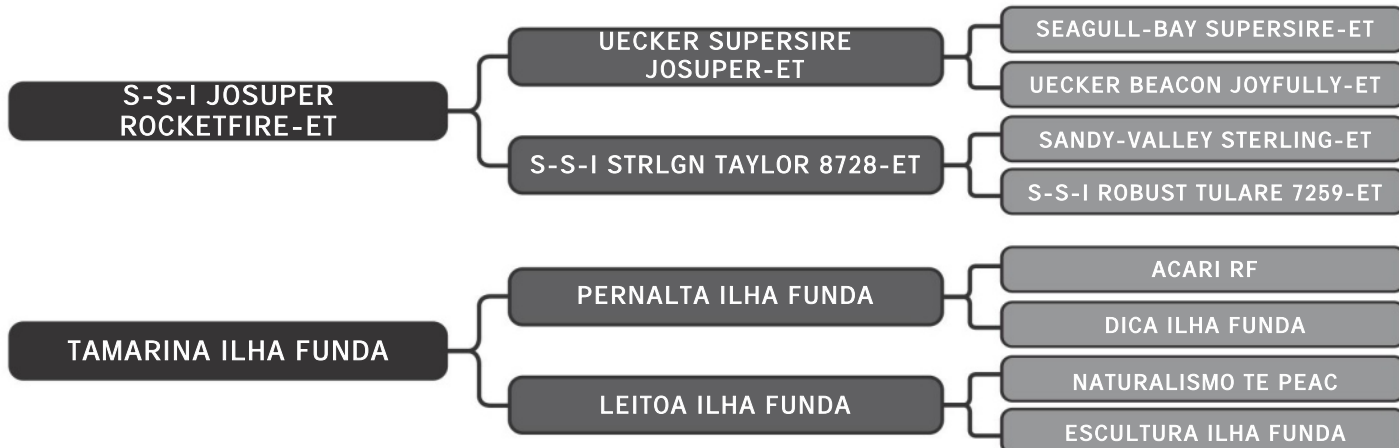 S-S-I JOSUPER
ROCKETFIRE-ET
UECKER SUPERSIRE
JOSUPER-ET
SEAGULL-BAY SUPERSIRE-ET
UECKER BEACON JOYFULLY-ET
S-S-I STRLGN TAYLOR 8728-ET
SANDY-VALLEY STERLING-ET
S-S-I ROBUST TULARE 7259-ET
TAMARINA ILHA FUNDA
PERNALTA ILHA FUNDA
ACARI RF
DICA ILHA FUNDA
LEITOA ILHA FUNDA
NATURALISMO TE PEAC
ESCULTURA ILHA FUNDA